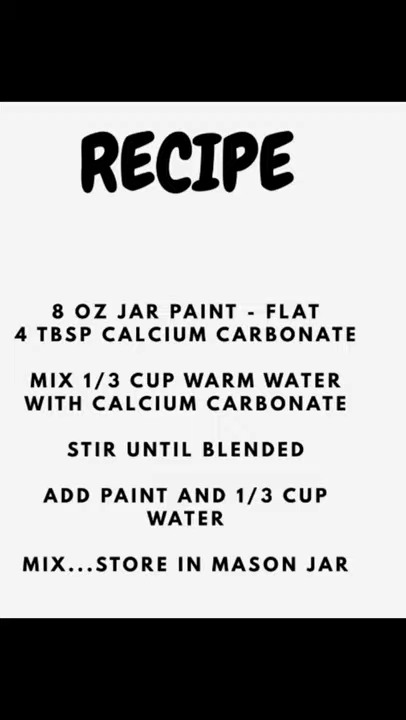 RECIPE
8 OZ JAR PAINT - FLAT
4 TBSP CALCIUM CARBONATE
MIX 1/3 CUP WARM WATER
WITH CALCIUM CARBONATE
STIR UNTIL BLENDED
ADD PAINT AND 1/3 CUP
WATER
MIX...STORE IN MASON JAR